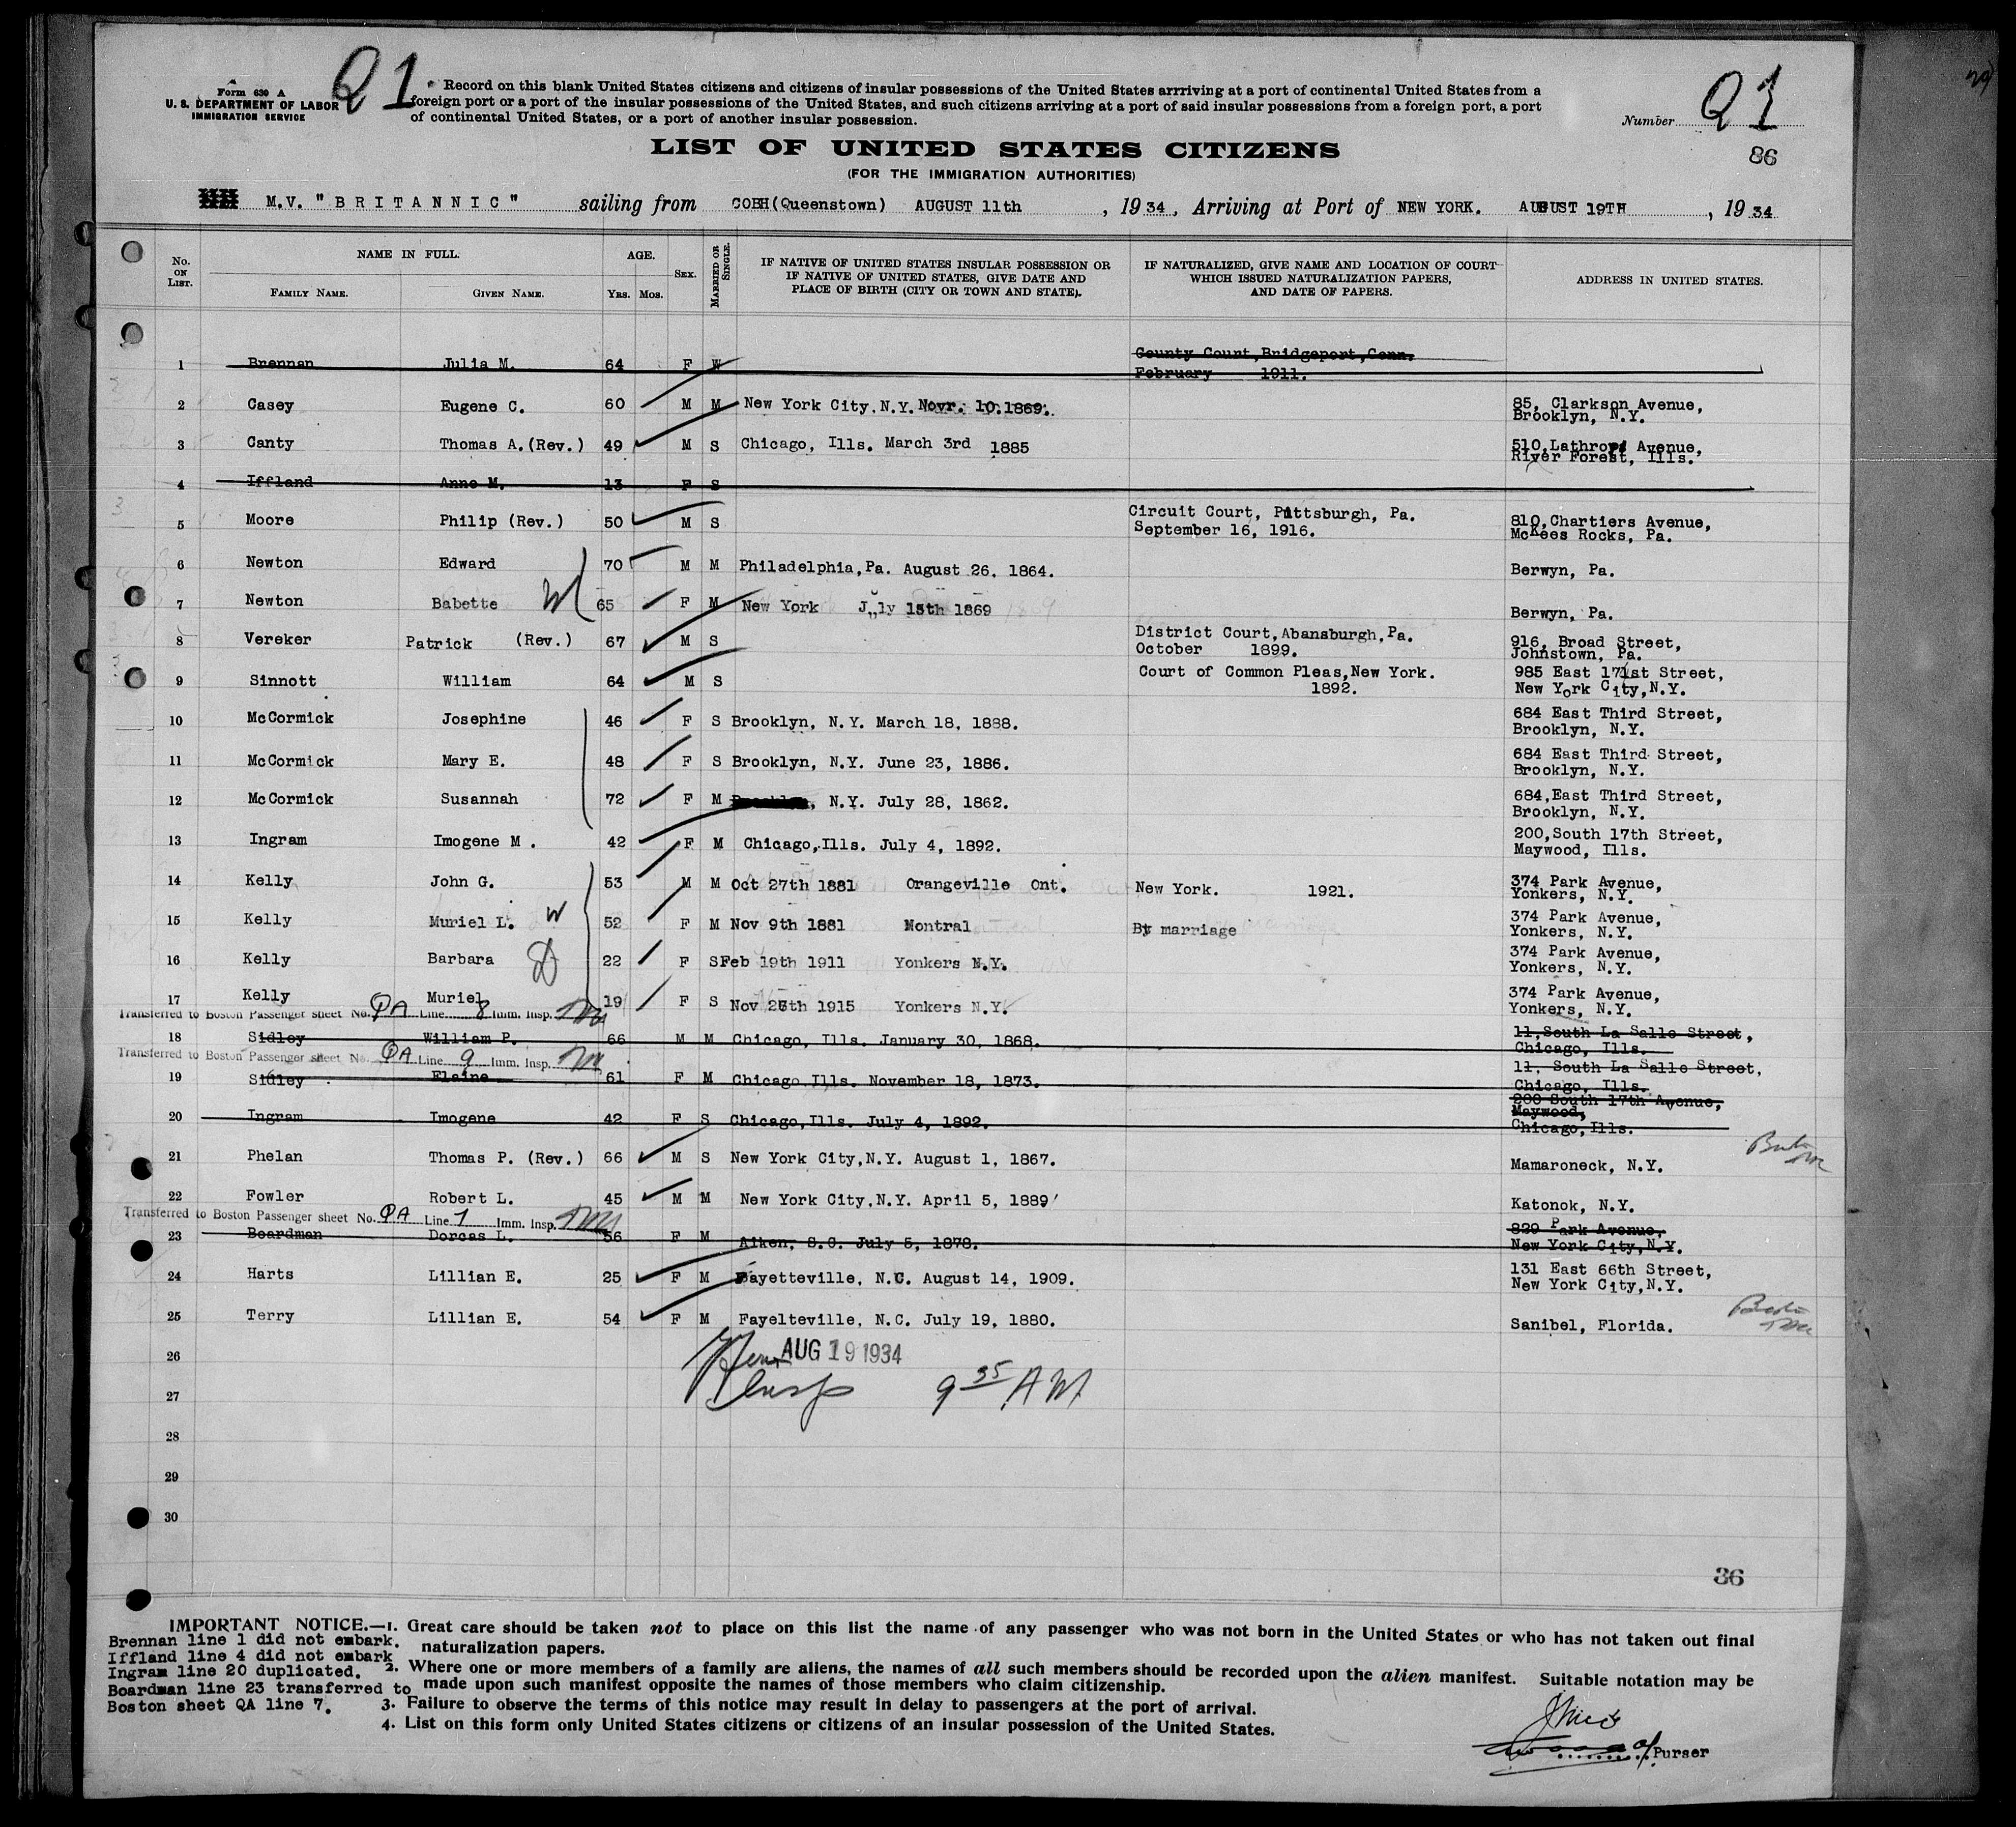 Form 630 A
U. S. DEPARTMENT OF LABOR
IMMIGRATION SERVICE
Q1
Record on this blank United States citizens and citizens of insular possessions of the United States arrriving at a port of continental United States from a
foreign port or a port of the insular possessions of the United States, and such citizens arriving at a port of said insular possessions from a foreign port, a port
of continental United States, or a port of another insular possession.
Number Q1
86
LIST OF UNITED STATES CITIZENS
(FOR THE IMMIGRATION AUTHORITIES)
M.V. "BRITANNIC" sailing from COBH(Queenstown) AUGUST 11th, 1934, Arriving at Port of NEW YORK. AUGUST 19TH, 1934
No. ON LIST. NAME IN FULL. FAMILY NAME. GIVEN NAME. AGE. YRS. MOS. SEX. MARRIED OR SINGLE. IF NATIVE OF UNITED STATES INSULAR POSSESSION OR IF NATIVE OF UNITED STATES, GIVE DATE AND PLACE OF BIRTH (CITY OR TOWN AND STATE). IF NATURALIZED, GIVE NAME AND LOCATION OF COURT WHICH ISSUED NATURALIZATION PAPERS, AND DATE OF PAPERS. ADDRESS IN UNITED STATES.
1 Brennan Julia M. 64 F W County Court, Bridgeport, Conn. February 1911.
2 Casey Eugene C. 60 M M New York City. N.Y. Novr. 10.1869. 85, Clarkson Avenue, Brooklyn, N.Y.
3 Canty Thomas A.(Rev.) 49 M S Chicago, Ills. March 3rd 1885 510,Lathrop Avenue, River Forest, Ills.
4 Iffland Anne M. 13 F S
5 Moore Philip (Rev.) 50 M S Circuit Court, Pittsburgh, Pa. September 16, 1916. 810,Chartiers Avenue, McKees Rocks, Pa.
6 Newton Edward 70 M M Philadelphia,Pa. August 26, 1864. Berwyn, Pa.
7 Newton Babette W 65 F M New York July 15th 1869 Berwyn, Pa.
8 Vereker Patrick (Rev.) 67 M S District Court, Abansburgh, Pa. October 1899. 916, Broad Street, Johnstown, Pa.
9 Sinnott William 64 M S Court of Common Pleas,New York. 1892. 985 East 171st Street, New York City,N.Y.
10 McCormick Josephine 46 F S Brooklyn, N.Y. March 18, 1888. 684 East Third Street, Brooklyn, N.Y.
11 McCormick Mary E. 48 F S Brooklyn, N.Y. June 23, 1886. 684 East Third Street, Brooklyn, N.Y.
12 McCormick Susannah 72 F M Brooklyn, N.Y. July 28, 1862. 684,East Third Street, Brooklyn, N.Y.
13 Ingram Imogene M. 42 F M Chicago, Ills. July 4, 1892. 200,South 17th Street, Maywood, Ills.
14 Kelly John G. 53 M M Oct 27th 1881 Orangeville Ont. New York. 1921. 374 Park Avenue, Yonkers, N.Y.
15 Kelly Muriel L. W 52 F M Nov 9th 1881 Montral By marriage 374 Park Avenue, Yonkers, N.Y.
16 Kelly Barbara D 22 F S Feb 19th 1911 Yonkers N.Y. 374 Park Avenue, Yonkers, N.Y.
17 Kelly Muriel 19 F S Nov 26th 1915 Yonkers N.Y. 374 Park Avenue, Yonkers, N.Y.
Transferred to Boston Passenger sheet No. QA Line 8 Imm. Insp.
18 Sidley William P. 66 M M Chicago, Ills. January 30, 1868. 11,South La Salle Street, Chicago, Ills.
Transferred to Boston Passenger sheet No. QA Line 9 Imm. Insp.
19 Sidley Elaine 61 F M Chicago Ills. November 18, 1873. 11, South La Salle Street, Chicago, Ills.
20 Ingram Imogene 42 F S Chicago,Ills. July 4, 1892. 200 South 17th Avenue, Maywood, Chicago, Ills.
21 Phelan Thomas P. (Rev.) 66 M S New York City,N.Y. August 1, 1867. Mamaroneck, N.Y.
22 Fowler Robert L. 45 M M New York City,N.Y. April 5, 1889 Katonok, N.Y.
Transferred to Boston Passenger sheet No. QA Line 7 Imm. Insp.
23 Boardman Dorcas L. 56 F M Aiken, S.C. July 5, 1878. 829 Park Avenue, New York City,N.Y.
24 Harts Lillian E. 25 F M Fayetteville, N.C. August 14, 1909. 131 East 66th Street, New York City,N.Y.
25 Terry Lillian E. 54 F M Fayelteville, N.C. July 19, 1880. Sanibel, Florida.
26 AUG 19 1934
27 9 35 AM
28
29
30
36
IMPORTANT NOTICE.—1. Great care should be taken not to place on this list the name of any passenger who was not born in the United States or who has not taken out final
naturalization papers.
2. Where one or more members of a family are aliens, the names of all such members should be recorded upon the alien manifest. Suitable notation may be
made upon such manifest opposite the names of those members who claim citizenship.
3. Failure to observe the terms of this notice may result in delay to passengers at the port of arrival.
4. List on this form only United States citizens or citizens of an insular possession of the United States.
Brennan line 1 did not embark.
Iffland line 4 did not embark
Ingram line 20 duplicated.
Boardman line 23 transferred to
Boston sheet QA line 7.
Purser